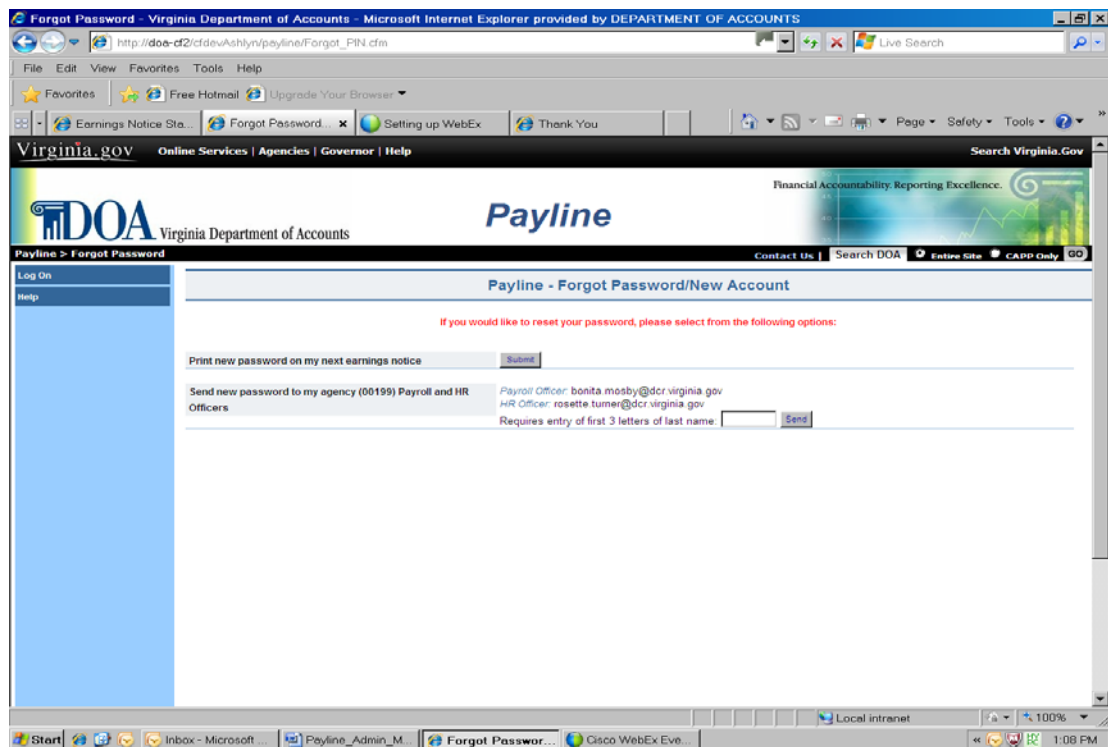 Forgot Password - Virginia Department of Accounts - Microsoft Internet Explorer provided by DEPARTMENT OF ACCOUNTS
http://doa-cf2/cfdevAshlyn/payline/Forgot_PIN.cfm
Live Search
File Edit View Favorites Tools Help
Favorites Free Hotmail Upgrade Your Browser
Earnings Notice Sta... Forgot Password... x Setting up WebEx Thank You Page Safety Tools
Virginia.gov Online Services | Agencies | Governor | Help Search Virginia.Gov
Financial Accountability. Reporting Excellence.
DOA Virginia Department of Accounts Payline
Payline > Forgot Password Contact Us | Search DOA Entire Site CAPP Only GO
Log On
Help
Payline - Forgot Password/New Account
If you would like to reset your password, please select from the following options:
Print new password on my next earnings notice Submit
Send new password to my agency (00199) Payroll and HR Officers
Payroll Officer: bonita.mosby@dcr.virginia.gov
HR Officer: rosette.turner@dcr.virginia.gov
Requires entry of first 3 letters of last name: Send
Local intranet 100%
Start Inbox - Microsoft ... Payline_Admin_M... Forgot Passwor... Cisco WebEx Eve... 1:08 PM